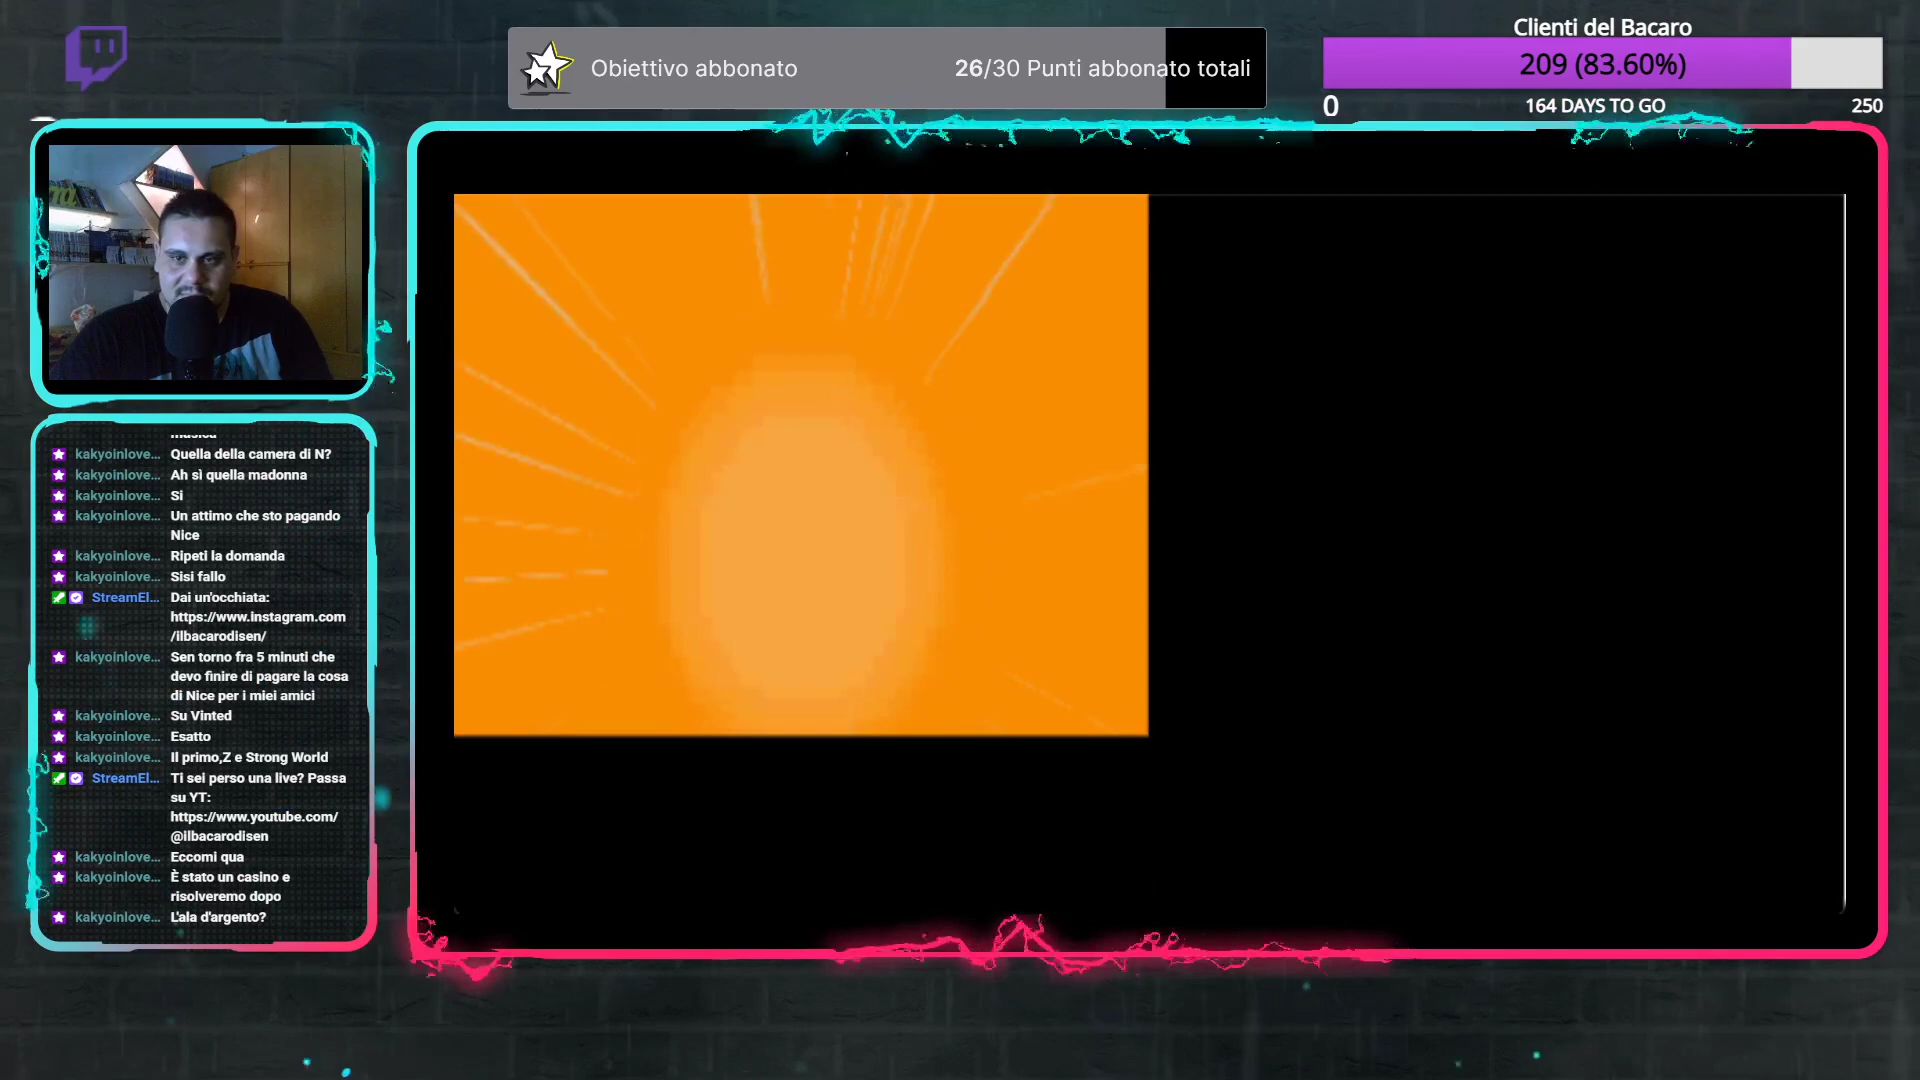 Obiettivo abbonato
26/30 Punti abbonato totali
Clienti del Bacaro
209 (83.60%)
0
164 DAYS TO GO
250
musica
kakyoinlove... Quella della camera di N?
kakyoinlove... Ah sì quella madonna
kakyoinlove... Si
kakyoinlove... Un attimo che sto pagando
Nice
kakyoinlove... Ripeti la domanda
kakyoinlove... Sisi fallo
StreamEl... Dai un'occhiata:
https://www.instagram.com
/ilbacarodisen/
kakyoinlove... Sen torno fra 5 minuti che
devo finire di pagare la cosa
di Nice per i miei amici
kakyoinlove... Su Vinted
kakyoinlove... Esatto
kakyoinlove... Il primo,Z e Strong World
StreamEl... Ti sei perso una live? Passa
su YT:
https://www.youtube.com/
@ilbacarodisen
kakyoinlove... Eccomi qua
kakyoinlove... È stato un casino e
risolveremo dopo
kakyoinlove... L'ala d'argento?